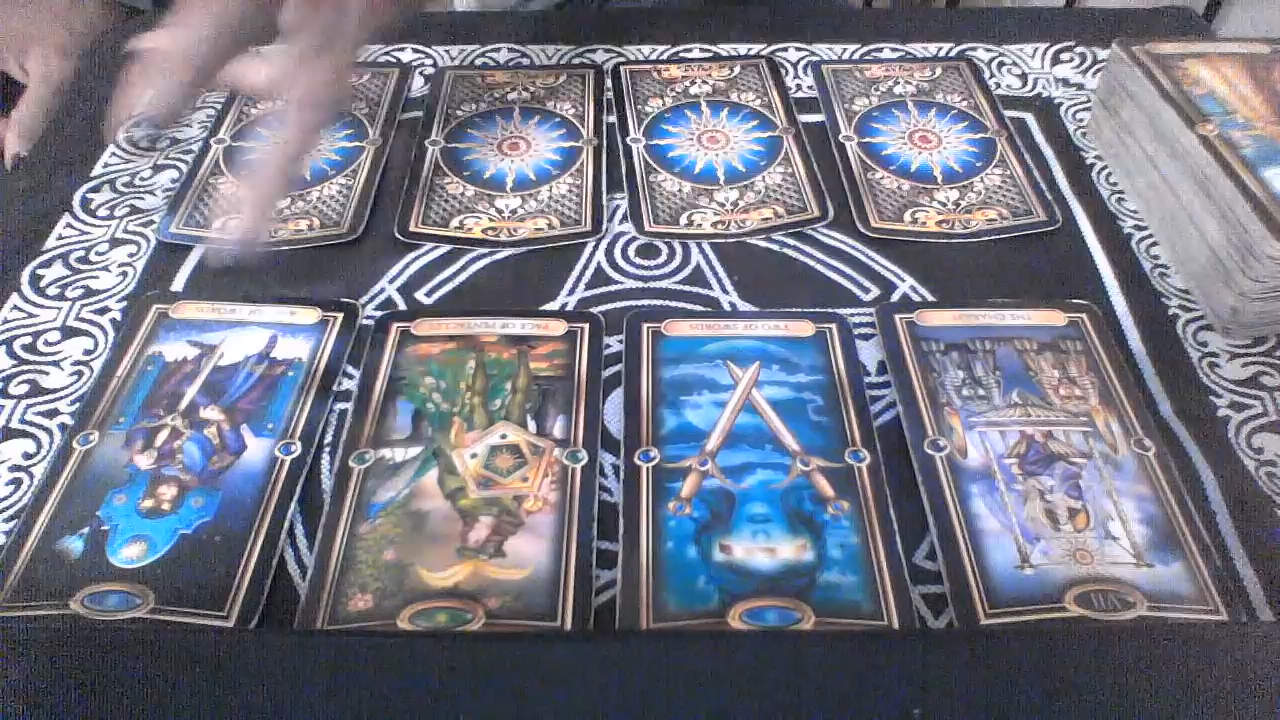 OF SWORDS
PAGE OF PENTACLES
TWO OF SWORDS
THE CHARIOT
VII